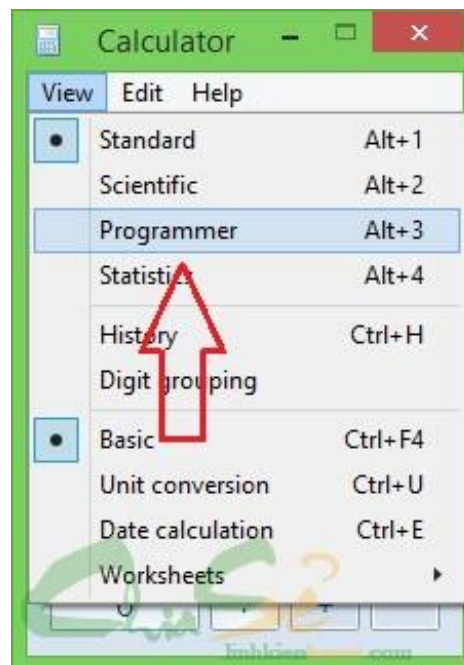 Calculator
View Edit Help
Standard Alt+1
Scientific Alt+2
Programmer Alt+3
Statistics Alt+4
History Ctrl+H
Digit grouping
Basic Ctrl+F4
Unit conversion Ctrl+U
Date calculation Ctrl+E
Worksheets